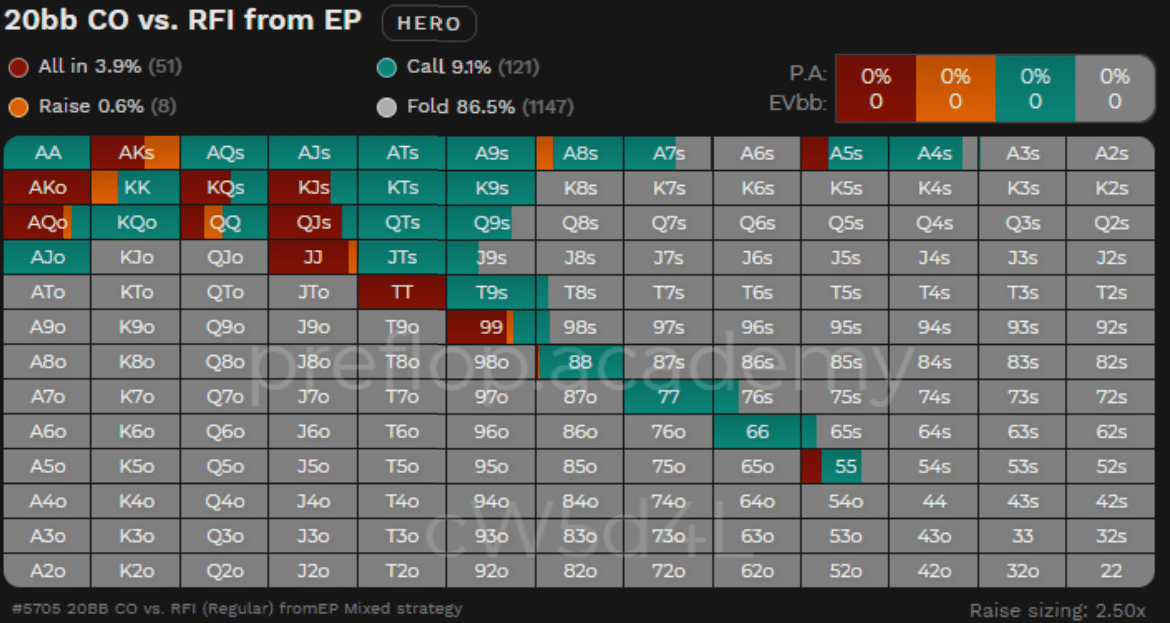 20bb CO vs. RFI from EP HERO
All in 3.9% (51) Call 9.1% (121) P.A: 0% 0% 0% 0%
Raise 0.6% (8) Fold 86.5% (1147) EVbb: 0 0 0 0
AA AKs AQs AJs ATs A9s A8s A7s A6s A5s A4s A3s A2s
AKo KK KQs KJs KTs K9s K8s K7s K6s K5s K4s K3s K2s
AQo KQo QQ QJs QTs Q9s Q8s Q7s Q6s Q5s Q4s Q3s Q2s
AJo KJo QJo JJ JTs J9s J8s J7s J6s J5s J4s J3s J2s
ATo KTo QTo JTo TT T9s T8s T7s T6s T5s T4s T3s T2s
A9o K9o Q9o J9o T9o 99 98s 97s 96s 95s 94s 93s 92s
A8o K8o Q8o J8o T8o 98o 88 87s 86s 85s 84s 83s 82s
preflop.academy
A7o K7o Q7o J7o T7o 97o 87o 77 76s 75s 74s 73s 72s
A6o K6o Q6o J6o T6o 96o 86o 76o 66 65s 64s 63s 62s
A5o K5o Q5o J5o T5o 95o 85o 75o 65o 55 54s 53s 52s
A4o K4o Q4o J4o T4o 94o 84o 74o 64o 54o 44 43s 42s
cW5d4L
A3o K3o Q3o J3o T3o 93o 83o 73o 63o 53o 43o 33 32s
A2o K2o Q2o J2o T2o 92o 82o 72o 62o 52o 42o 32o 22
#5705 20BB CO vs. RFI (Regular) fromEP Mixed strategy Raise sizing: 2.50x